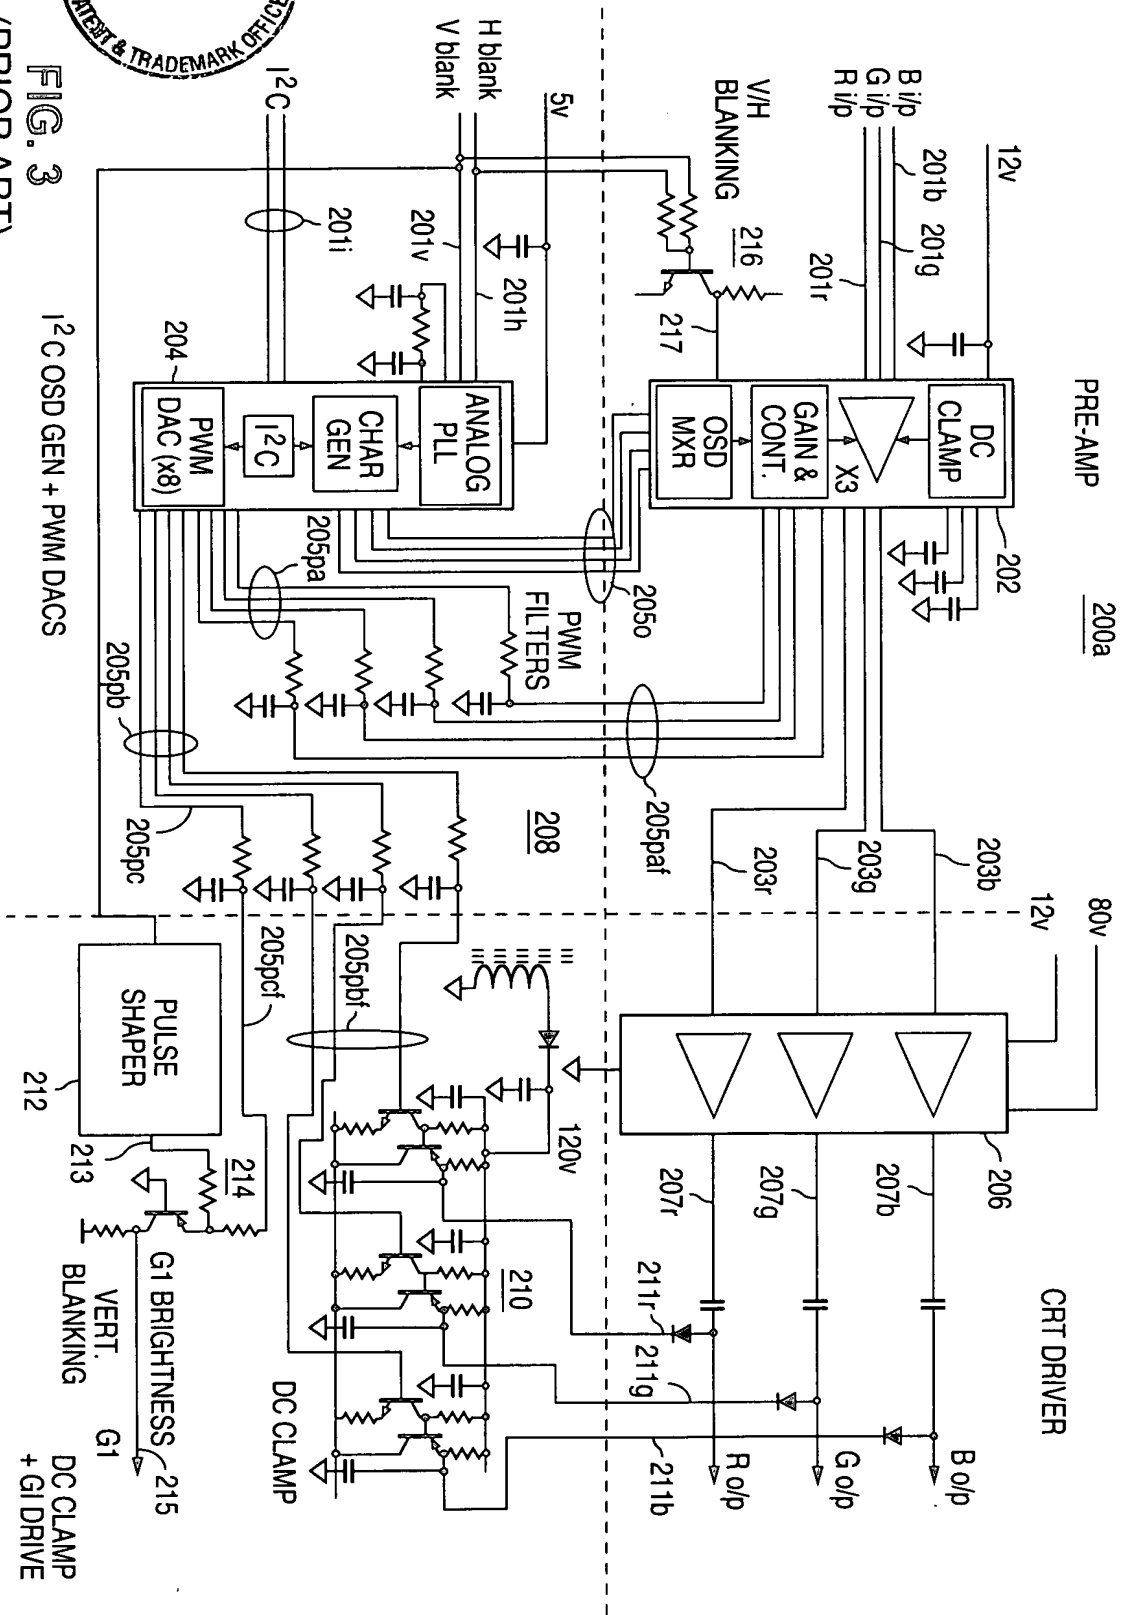 PATENT & TRADEMARK OFFICE
FIG. 3
(PRIOR ART)
200a
PRE-AMP
CRT DRIVER
12v
B i/p
G i/p
R i/p
201b
201g
201r
V/H
BLANKING
216
217
DC
CLAMP
X3
GAIN &
CONT.
OSD
MXR
202
203b
203g
203r
12v
80v
206
207b
207g
207r
211r
211g
211b
B o/p
G o/p
R o/p
H blank
V blank
5v
I²C
201i
201v
201h
204
ANALOG
PLL
CHAR
GEN
I²C
PWM
DAC (x8)
205o
205pa
PWM
FILTERS
205paf
205pb
205pc
208
205pbf
205pcf
120v
210
DC CLAMP
PULSE
SHAPER
212
213
214
G1 BRIGHTNESS
VERT.
BLANKING
G1
215
I²C OSD GEN + PWM DACS
DC CLAMP
+ GI DRIVE